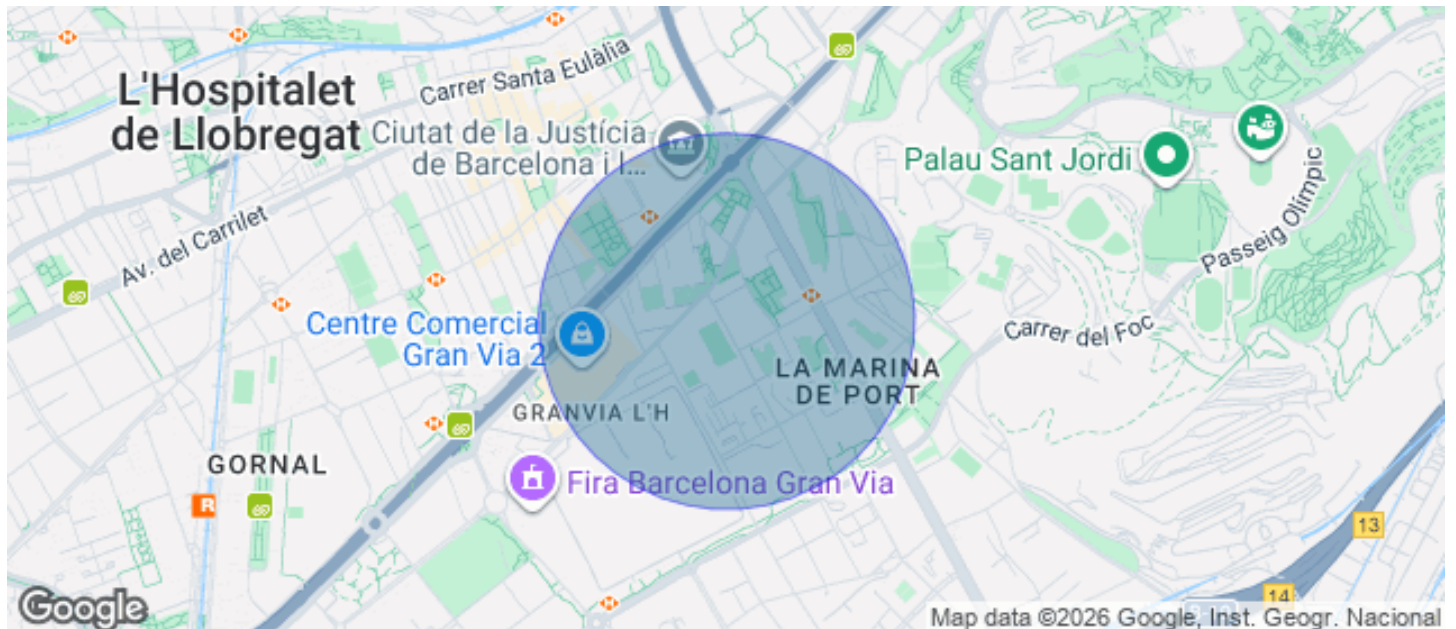 L'Hospitalet
de Llobregat
Carrer Santa Eulàlia
Ciutat de la Justícia
de Barcelona i l...
Palau Sant Jordi
Passeig Olímpic
Av. del Carrilet
Centre Comercial
Gran Via 2
Carrer del Foc
LA MARINA
DE PORT
GRANVIA L'H
GORNAL
Fira Barcelona Gran Via
R
13
14
Google
Map data ©2026 Google, Inst. Geogr. Nacional